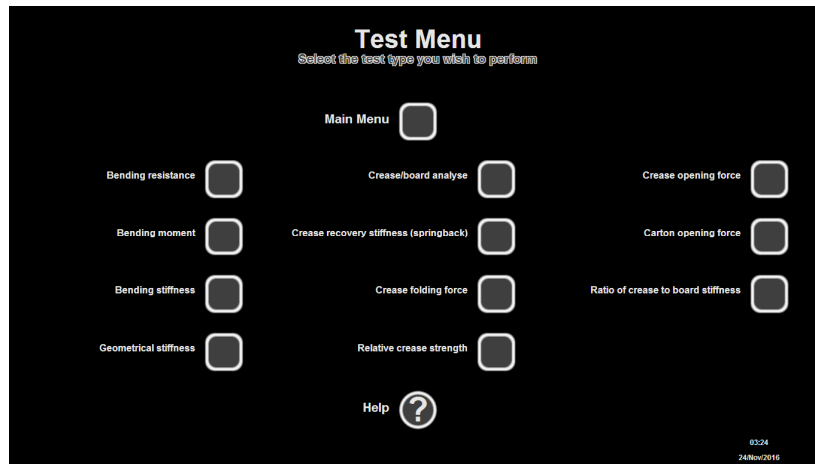 Test Menu
Select the test type you wish to perform
Main Menu
Bending resistance
Crease/board analyse
Crease opening force
Bending moment
Crease recovery stiffness (springback)
Carton opening force
Bending stiffness
Crease folding force
Ratio of crease to board stiffness
Geometrical stiffness
Relative crease strength
Help ?
03:24
24/Nov/2016